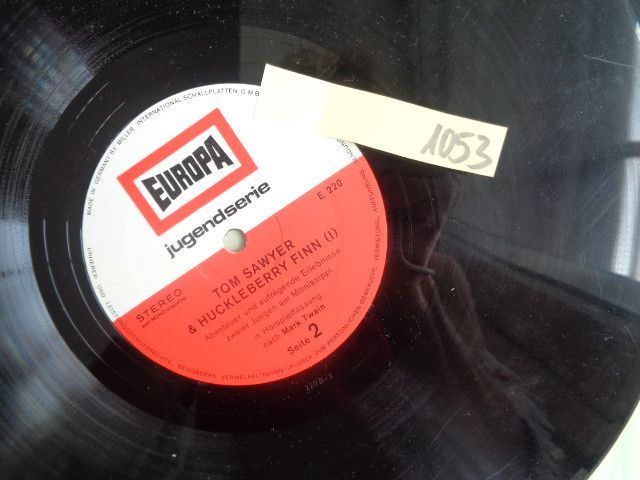 1053
MADE IN GERMANY BY MILLER INTERNATIONAL SCHALLPLATTEN G.M.B
EUROPA
jugendserie
E 220
STEREO
TOM SAWYER
& HUCKLEBERRY FINN (I)
Abenteuer und aufregende Erlebnisse
zweier Jungen am Mississippi
in Hörspielfassung
nach Mark Twain
Seite 2